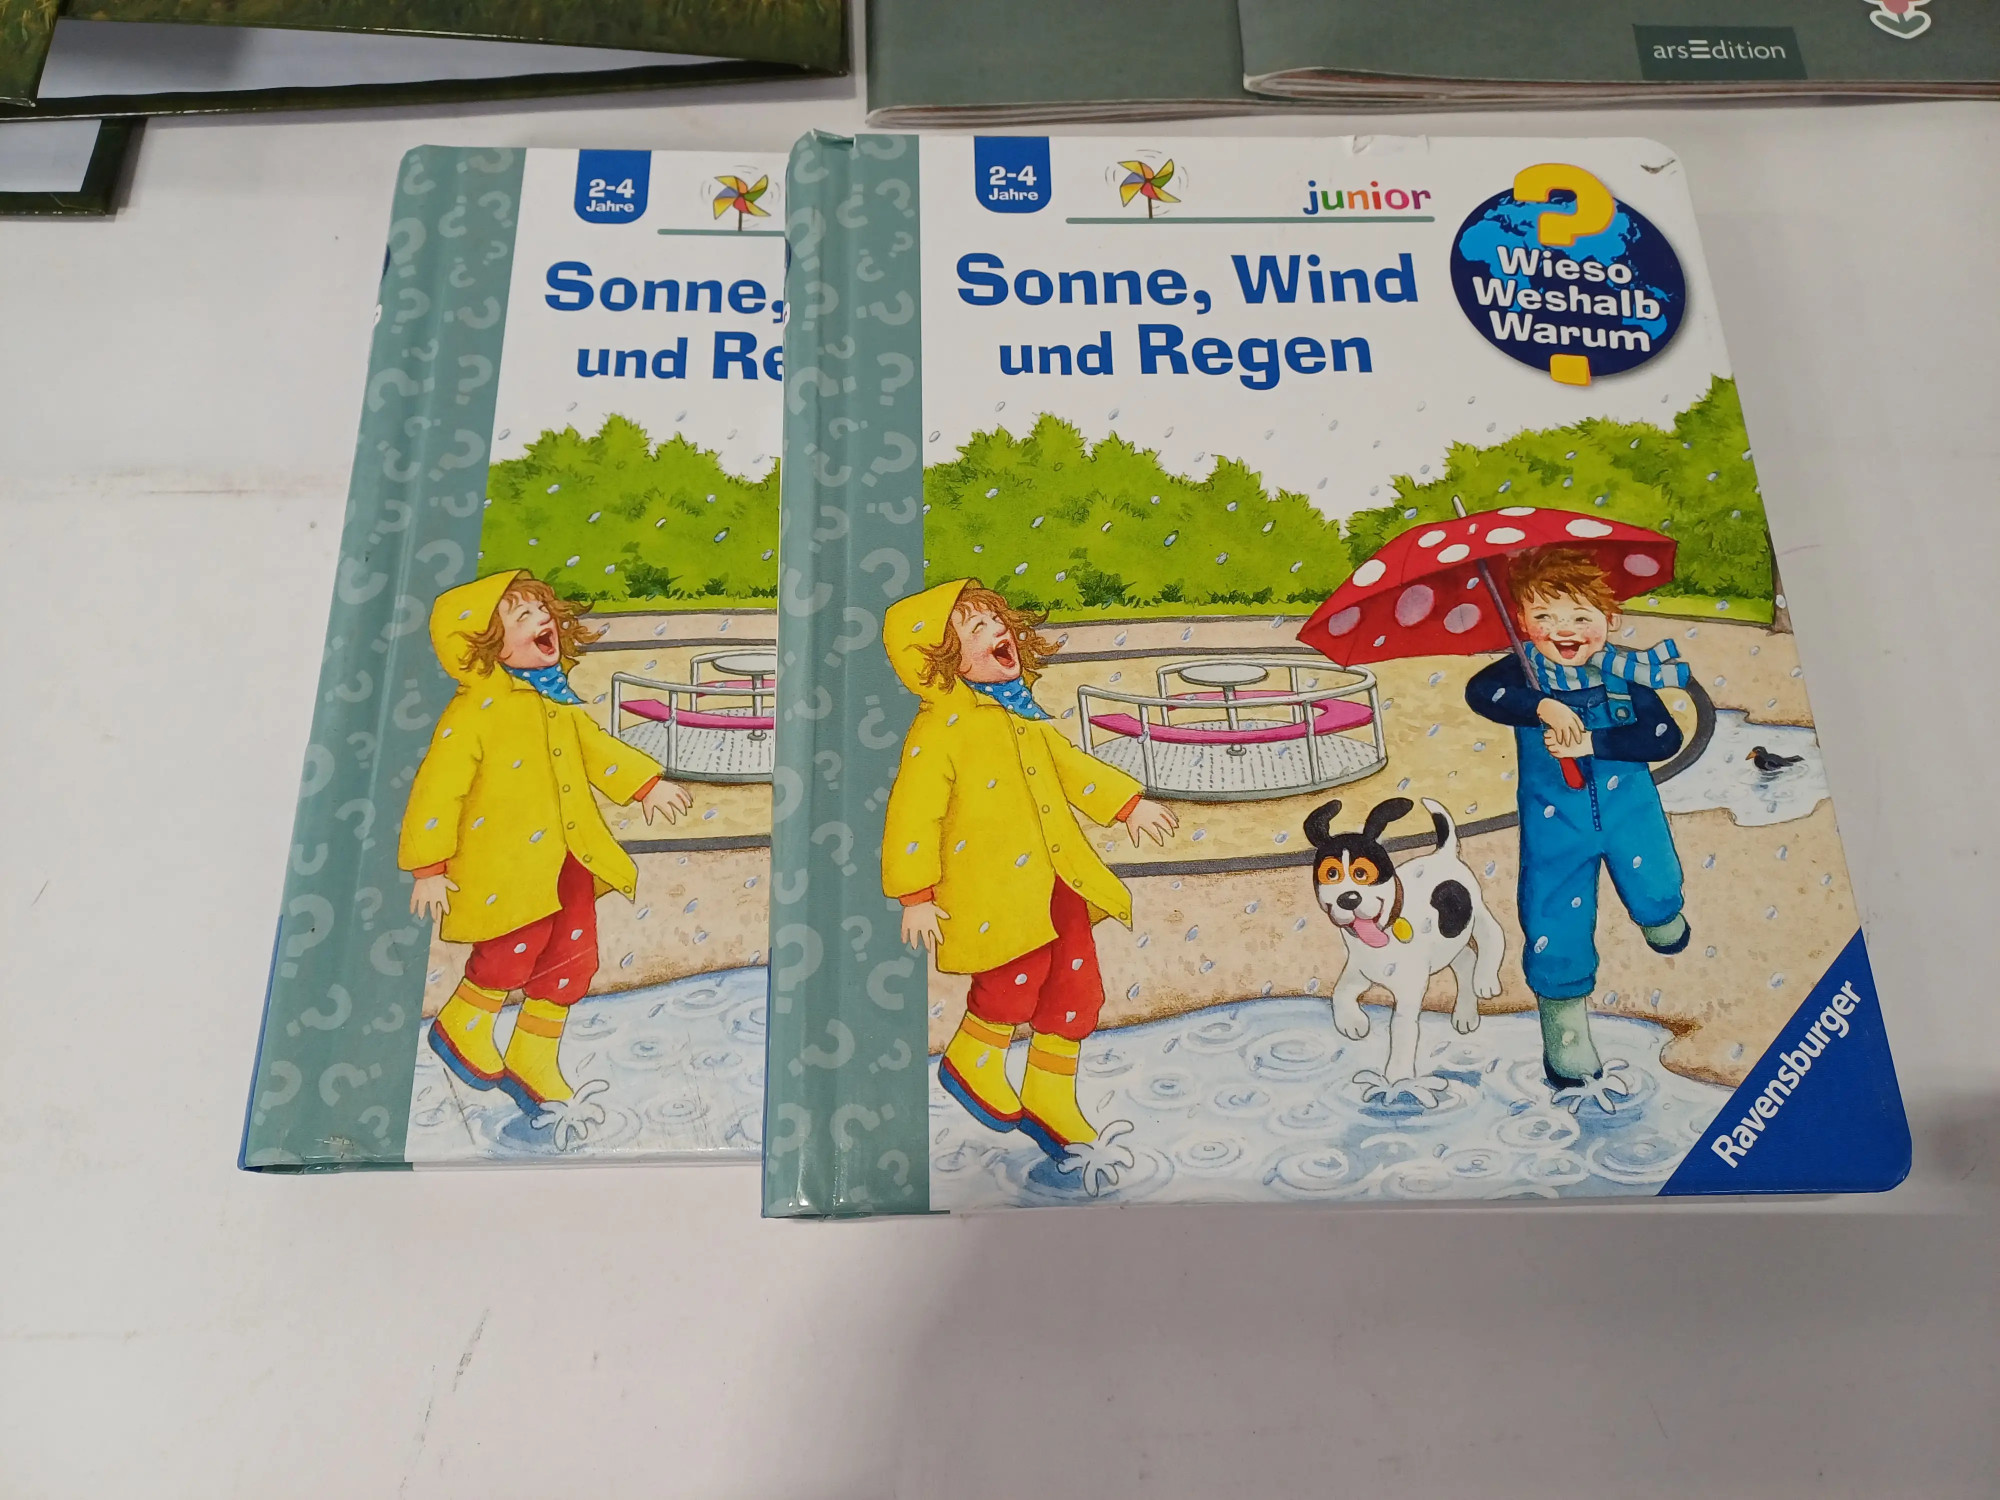 arsEdition
2-4
Jahre
Sonne,
und Re
2-4
Jahre
junior
Sonne, Wind
und Regen
?
Wieso
Weshalb
Warum
Ravensburger